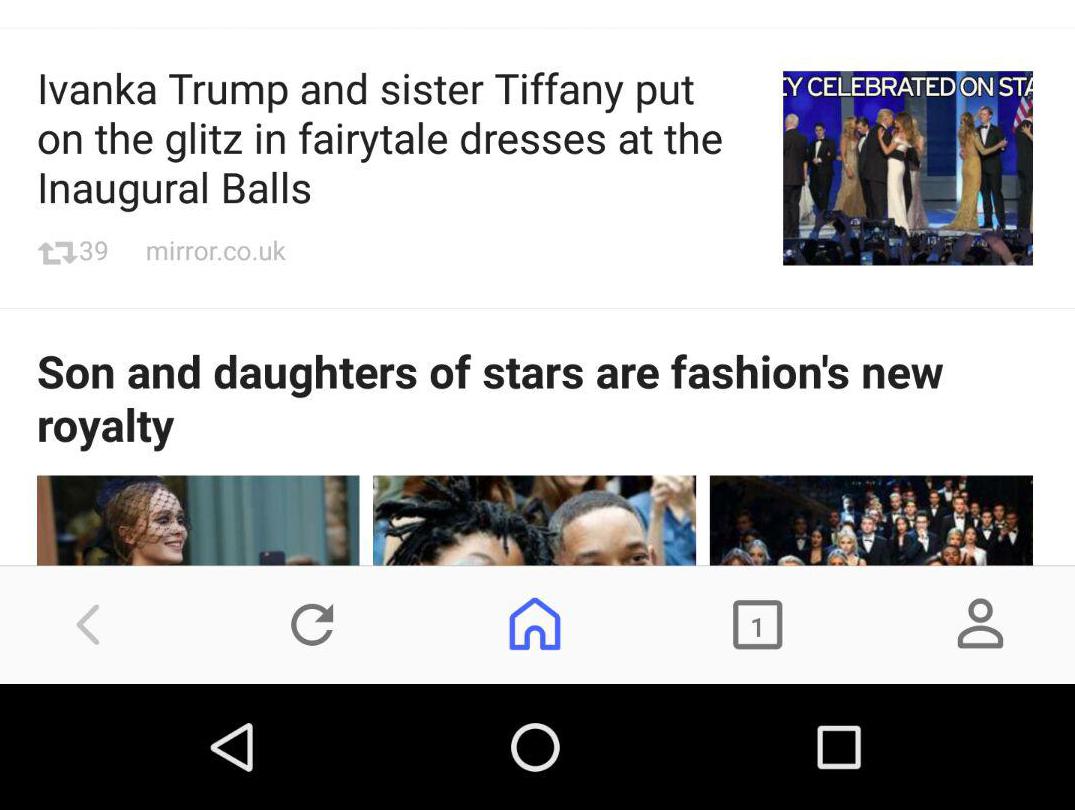 Ivanka Trump and sister Tiffany put
on the glitz in fairytale dresses at the
Inaugural Balls
CELEBRATED ON
39 mirror.co.uk
Son and daughters of stars are fashion's new
royalty
1